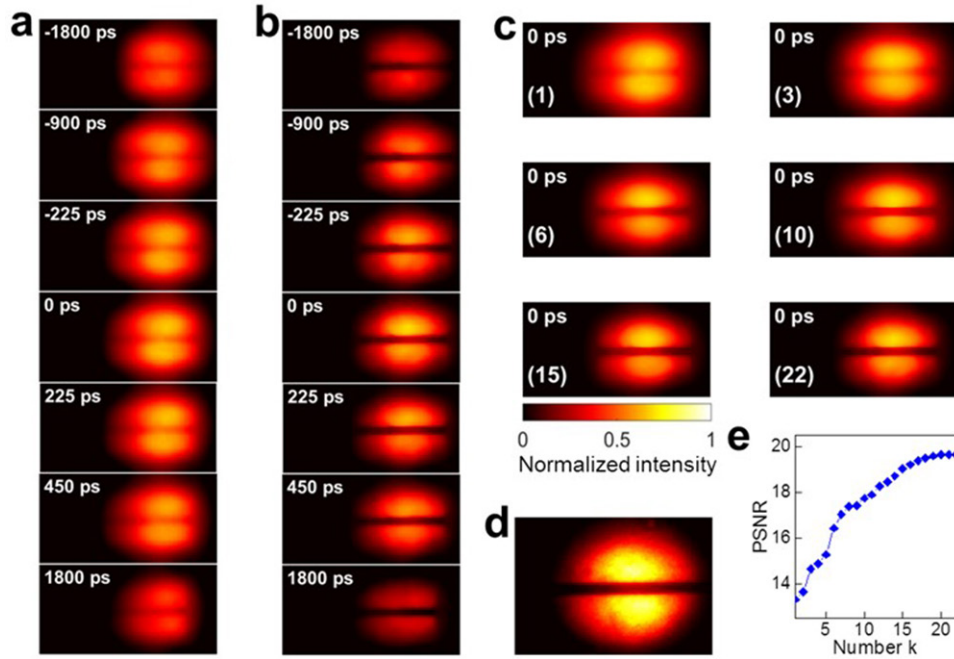 a
-1800 ps
-900 ps
-225 ps
0 ps
225 ps
450 ps
1800 ps
b
-1800 ps
-900 ps
-225 ps
0 ps
225 ps
450 ps
1800 ps
c
0 ps
(1)
0 ps
(3)
0 ps
(6)
0 ps
(10)
0 ps
(15)
0 ps
(22)
0 0.5 1
Normalized intensity
d
e
20
18
16
14
PSNR
5 10 15 20
Number k